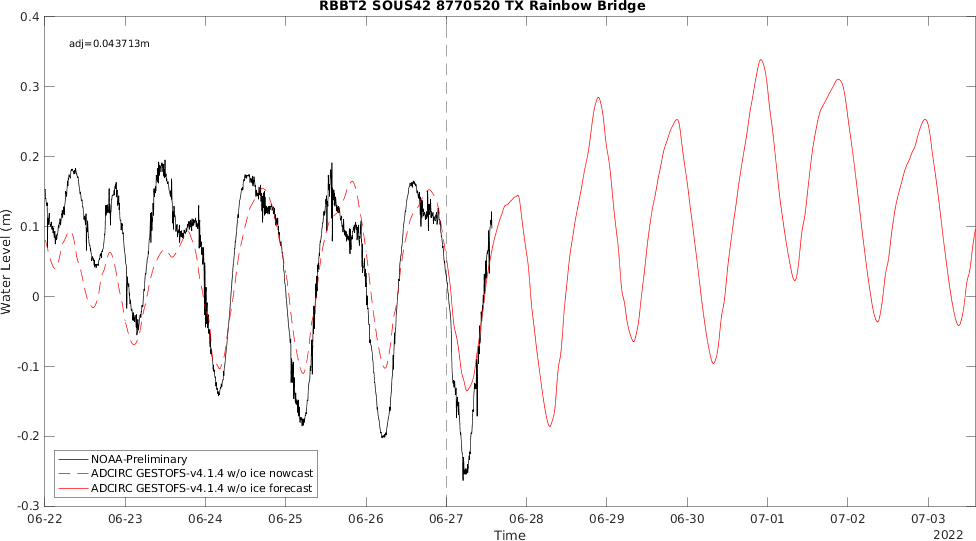 RBBT2 SOUS42 8770520 TX Rainbow Bridge
adj=0.043713m
Water Level (m)
0.4
0.3
0.2
0.1
0
-0.1
-0.2
-0.3
NOAA-Preliminary
ADCIRC GESTOFS-v4.1.4 w/o ice nowcast
ADCIRC GESTOFS-v4.1.4 w/o ice forecast
06-22 06-23 06-24 06-25 06-26 06-27 06-28 06-29 06-30 07-01 07-02 07-03
Time
2022